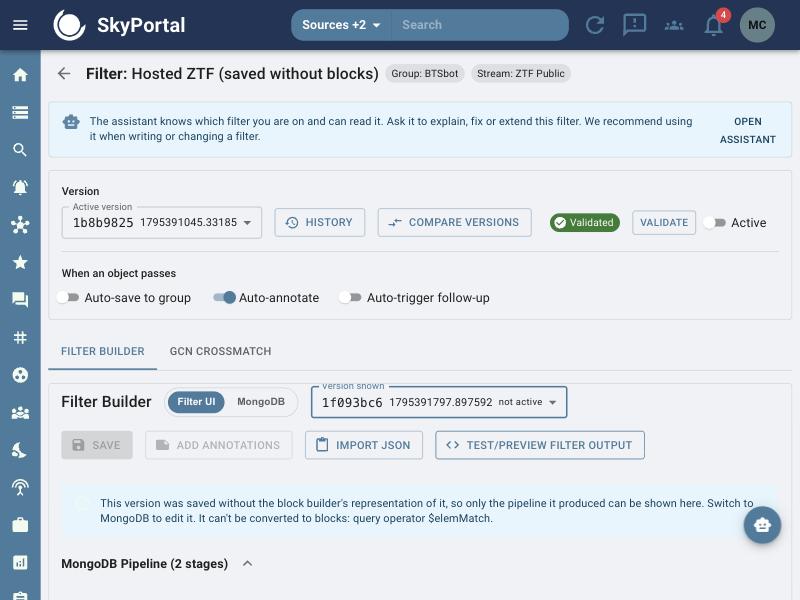 SkyPortal
Sources +2
Search
4
MC
Filter: Hosted ZTF (saved without blocks)
Group: BTSbot
Stream: ZTF Public
The assistant knows which filter you are on and can read it. Ask it to explain, fix or extend this filter. We recommend using
it when writing or changing a filter.
OPEN
ASSISTANT
Version
Active version
1b8b9825 1795391045.33185
HISTORY
COMPARE VERSIONS
Validated
VALIDATE
Active
When an object passes
Auto-save to group
Auto-annotate
Auto-trigger follow-up
FILTER BUILDER
GCN CROSSMATCH
Filter Builder
Filter UI
MongoDB
Version shown
1f093bc6 1795391797.897592 not active
SAVE
ADD ANNOTATIONS
IMPORT JSON
TEST/PREVIEW FILTER OUTPUT
This version was saved without the block builder's representation of it, so only the pipeline it produced can be shown here. Switch to
MongoDB to edit it. It can't be converted to blocks: query operator $elemMatch.
MongoDB Pipeline (2 stages)